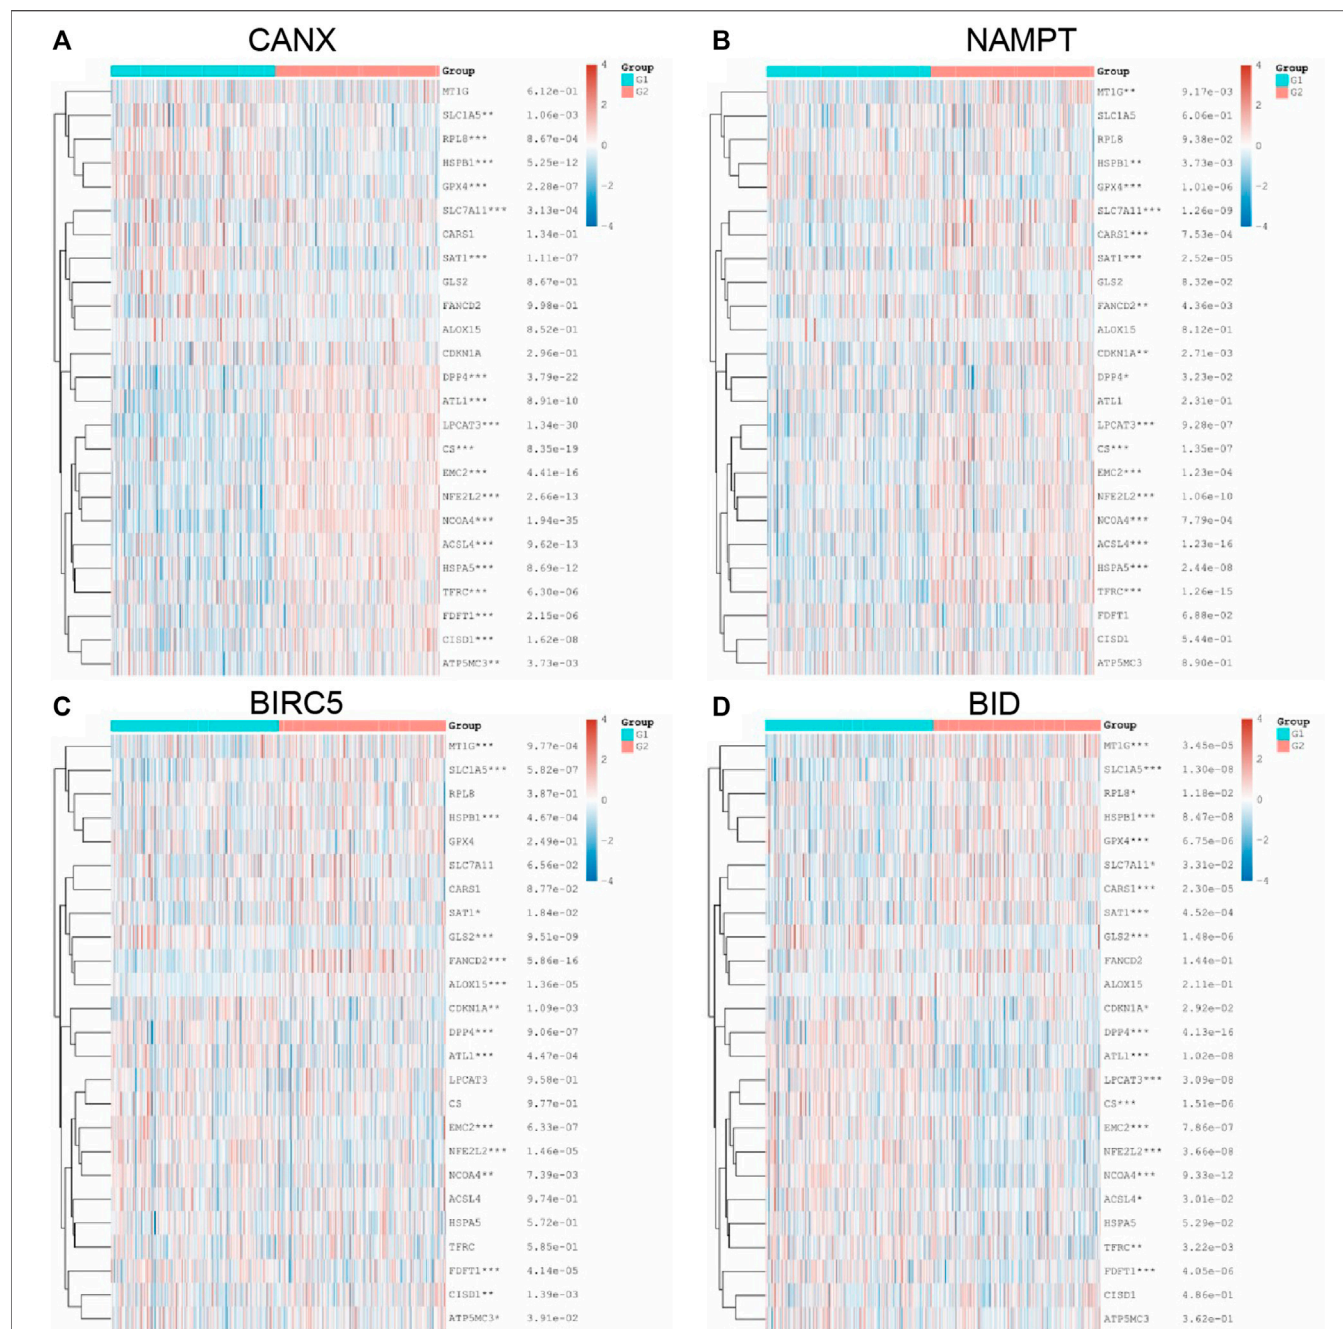 A
CANX
Group
MT1G 6.12e-01
SLC1A5** 1.06e-03
RPL8*** 8.67e-04
HSPB1*** 5.25e-12
GPX4*** 2.28e-07
SLC7A11*** 3.13e-04
CARS1 1.34e-01
SAT1*** 1.11e-07
GLS2 8.67e-01
FANCD2 9.98e-01
ALOX15 8.52e-01
CDKN1A 2.96e-01
DPP4*** 3.79e-22
ATL1*** 8.91e-10
LPCAT3*** 1.34e-30
CS*** 8.35e-19
EMC2*** 4.41e-16
NFE2L2*** 2.66e-13
NCOA4*** 1.94e-35
ACSL4*** 9.62e-13
HSPA5*** 8.69e-12
TFRC*** 6.30e-06
FDFT1*** 2.15e-06
CISD1*** 1.62e-08
ATP5MC3** 3.73e-03
4
2
0
-2
-4
Group
G1
G2
B
NAMPT
Group
MT1G** 9.17e-03
SLC1A5 6.06e-01
RPL8 9.38e-02
HSPB1** 3.73e-03
GPX4*** 1.01e-06
SLC7A11*** 1.26e-09
CARS1*** 7.53e-04
SAT1*** 2.52e-05
GLS2 8.32e-02
FANCD2** 4.36e-03
ALOX15 8.12e-01
CDKN1A** 2.71e-03
DPP4* 3.23e-02
ATL1 2.31e-01
LPCAT3*** 9.28e-07
CS*** 1.35e-07
EMC2*** 1.23e-04
NFE2L2*** 1.06e-10
NCOA4*** 7.79e-04
ACSL4*** 1.23e-16
HSPA5*** 2.44e-08
TFRC*** 1.26e-15
FDFT1 6.88e-02
CISD1 5.44e-01
ATP5MC3 8.90e-01
4
2
0
-2
-4
Group
G1
G2
C
BIRC5
Group
MT1G*** 9.77e-04
SLC1A5*** 5.82e-07
RPL8 3.87e-01
HSPB1*** 4.67e-04
GPX4 2.49e-01
SLC7A11 6.56e-02
CARS1 8.77e-02
SAT1* 1.84e-02
GLS2*** 9.51e-09
FANCD2*** 5.86e-16
ALOX15*** 1.36e-05
CDKN1A** 1.09e-03
DPP4*** 9.06e-07
ATL1*** 4.47e-04
LPCAT3 9.58e-01
CS 9.77e-01
EMC2*** 6.33e-07
NFE2L2*** 1.46e-05
NCOA4** 7.39e-03
ACSL4 9.74e-01
HSPA5 5.72e-01
TFRC 5.85e-01
FDFT1*** 4.14e-05
CISD1** 1.39e-03
ATP5MC3* 3.91e-02
4
2
0
-2
-4
Group
G1
G2
D
BID
Group
MT1G*** 3.45e-05
SLC1A5*** 1.30e-08
RPL8* 1.18e-02
HSPB1*** 8.47e-08
GPX4*** 6.75e-06
SLC7A11* 3.31e-02
CARS1*** 2.30e-05
SAT1*** 4.52e-04
GLS2*** 1.48e-06
FANCD2 1.44e-01
ALOX15 2.11e-01
CDKN1A* 2.92e-02
DPP4*** 4.13e-16
ATL1*** 1.02e-08
LPCAT3*** 3.09e-08
CS*** 1.51e-06
EMC2*** 7.86e-07
NFE2L2*** 3.66e-08
NCOA4*** 9.33e-12
ACSL4* 3.01e-02
HSPA5 5.29e-02
TFRC** 3.22e-03
FDFT1*** 4.05e-06
CISD1 4.86e-01
ATP5MC3 3.62e-01
4
2
0
-2
-4
Group
G1
G2